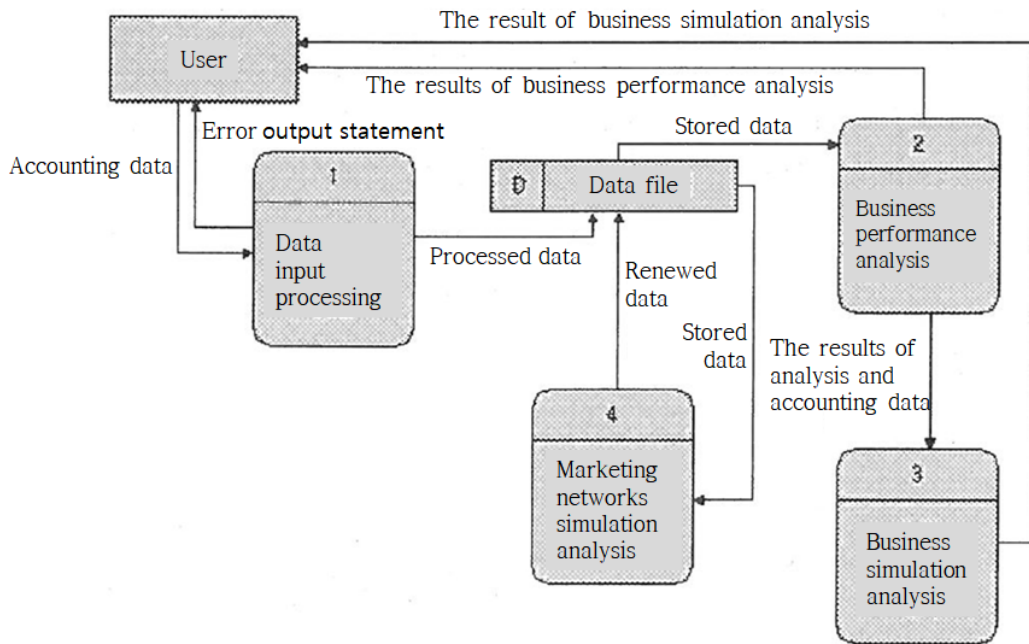 The result of business simulation analysis
User
The results of business performance analysis
Error output statement
Stored data
Accounting data
1
2
D
Data file
Data
input
processing
Business
performance
analysis
Processed data
Renewed
data
Stored
data
The results of
analysis and
accounting data
4
Marketing
networks
simulation
analysis
3
Business
simulation
analysis